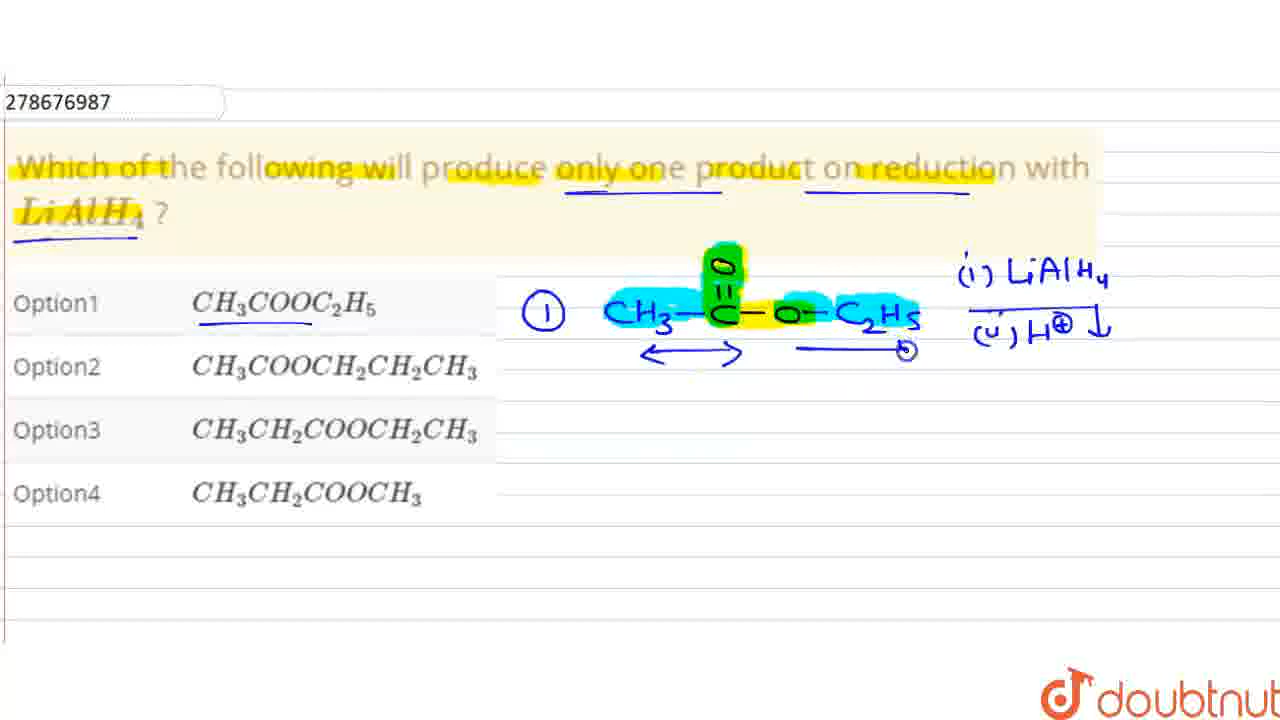 278676987
Which of the following will produce only one product on reduction with
LiAlH₄ ?
Option1 CH₃COOC₂H₅
Option2 CH₃COOCH₂CH₂CH₃
Option3 CH₃CH₂COOCH₂CH₃
Option4 CH₃CH₂COOCH₃
O
||
① CH₃—C—O—C₂H₅
(i) LiAlH₄
(ii) H⊕
doubtnut